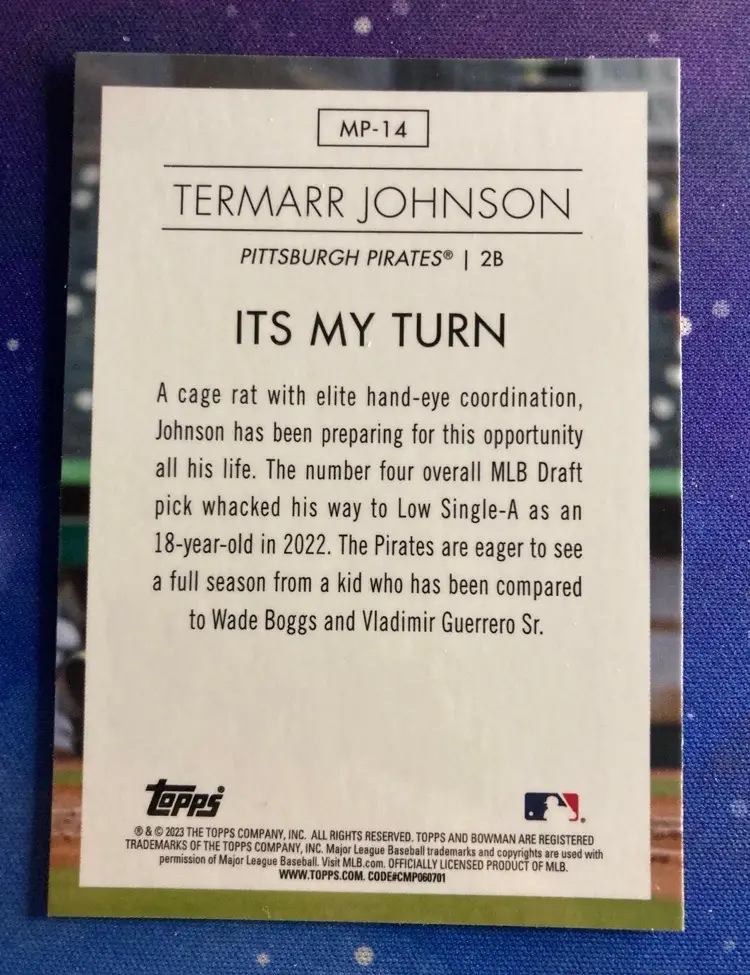 MP-14
TERMARR JOHNSON
PITTSBURGH PIRATES® | 2B
ITS MY TURN
A cage rat with elite hand-eye coordination,
Johnson has been preparing for this opportunity
all his life. The number four overall MLB Draft
pick whacked his way to Low Single-A as an
18-year-old in 2022. The Pirates are eager to see
a full season from a kid who has been compared
to Wade Boggs and Vladimir Guerrero Sr.
topps®
® & © 2023 THE TOPPS COMPANY, INC. ALL RIGHTS RESERVED. TOPPS AND BOWMAN ARE REGISTERED
TRADEMARKS OF THE TOPPS COMPANY, INC. Major League Baseball trademarks and copyrights are used with
permission of Major League Baseball. Visit MLB.com. OFFICIALLY LICENSED PRODUCT OF MLB.
WWW.TOPPS.COM. CODE#CMP060701